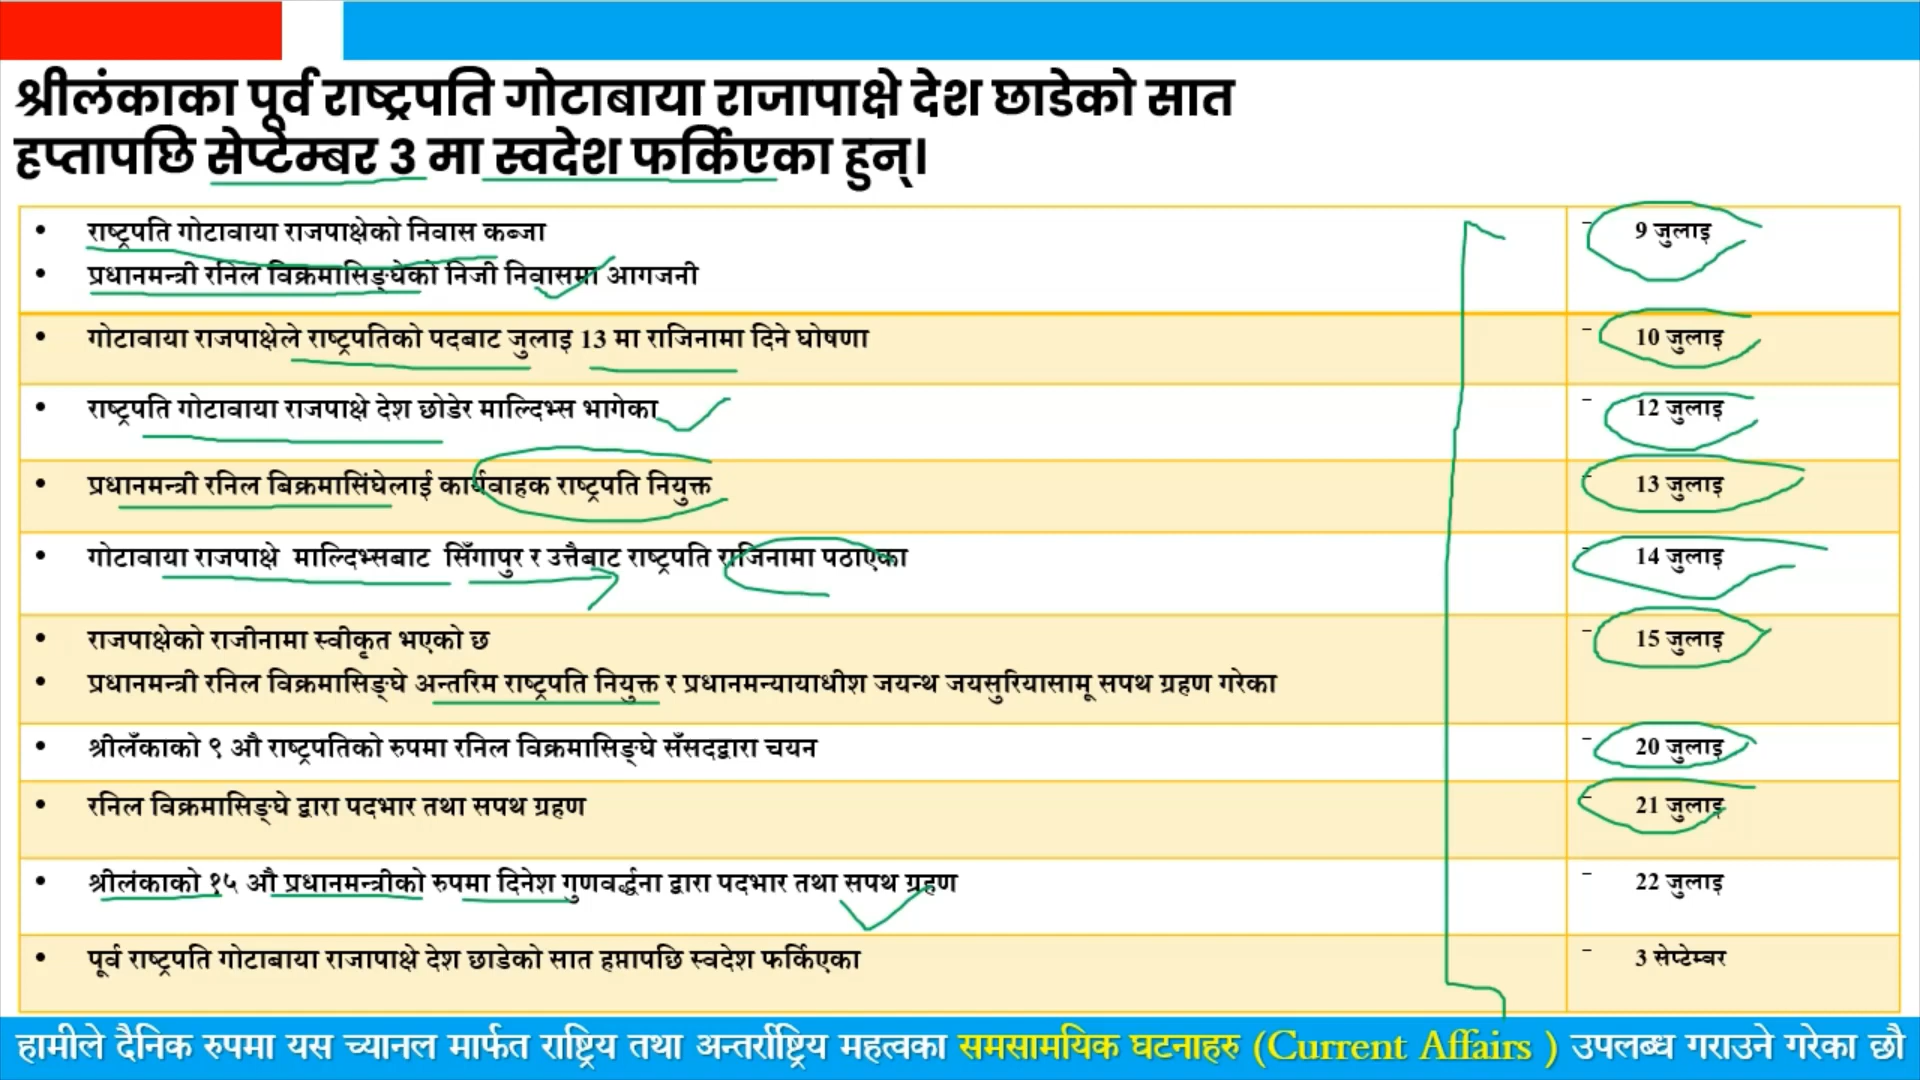 श्रीलंकाका पूर्व राष्ट्रपति गोटाबाया राजापाक्षे देश छाडेको सात
हप्तापछि सेप्टेम्बर 3 मा स्वदेश फर्किएका हुन्।
• राष्ट्रपति गोटावाया राजपाक्षेको निवास कब्जा - 9 जुलाइ
• प्रधानमन्त्री रनिल विक्रमासिङ्घेको निजी निवासमा आगजनी
• गोटावाया राजपाक्षेले राष्ट्रपतिको पदबाट जुलाइ 13 मा राजिनामा दिने घोषणा - 10 जुलाइ
• राष्ट्रपति गोटावाया राजपाक्षे देश छोडेर माल्दिभ्स भागेका - 12 जुलाइ
• प्रधानमन्त्री रनिल बिक्रमासिंघेलाई कार्यवाहक राष्ट्रपति नियुक्त - 13 जुलाइ
• गोटावाया राजपाक्षे माल्दिभ्सबाट सिँगापुर र उत्तैबाट राष्ट्रपति राजिनामा पठाएका - 14 जुलाइ
• राजपाक्षेको राजीनामा स्वीकृत भएको छ - 15 जुलाइ
• प्रधानमन्त्री रनिल विक्रमासिङ्घे अन्तरिम राष्ट्रपति नियुक्त र प्रधानमन्यायाधीश जयन्थ जयसुरियासामू सपथ ग्रहण गरेका
• श्रीलँकाको ९ औ राष्ट्रपतिको रुपमा रनिल विक्रमासिङ्घे सँसदद्वारा चयन - 20 जुलाइ
• रनिल विक्रमासिङ्घे द्वारा पदभार तथा सपथ ग्रहण - 21 जुलाइ
• श्रीलंकाको १५ औ प्रधानमन्त्रीको रुपमा दिनेश गुणवर्द्धना द्वारा पदभार तथा सपथ ग्रहण - 22 जुलाइ
• पूर्व राष्ट्रपति गोटाबाया राजापाक्षे देश छाडेको सात हप्तापछि स्वदेश फर्किएका - 3 सेप्टेम्बर
हामीले दैनिक रुपमा यस च्यानल मार्फत राष्ट्रिय तथा अन्तर्राष्ट्रिय महत्वका समसामयिक घटनाहरु (Current Affairs ) उपलब्ध गराउने गरेका छौ